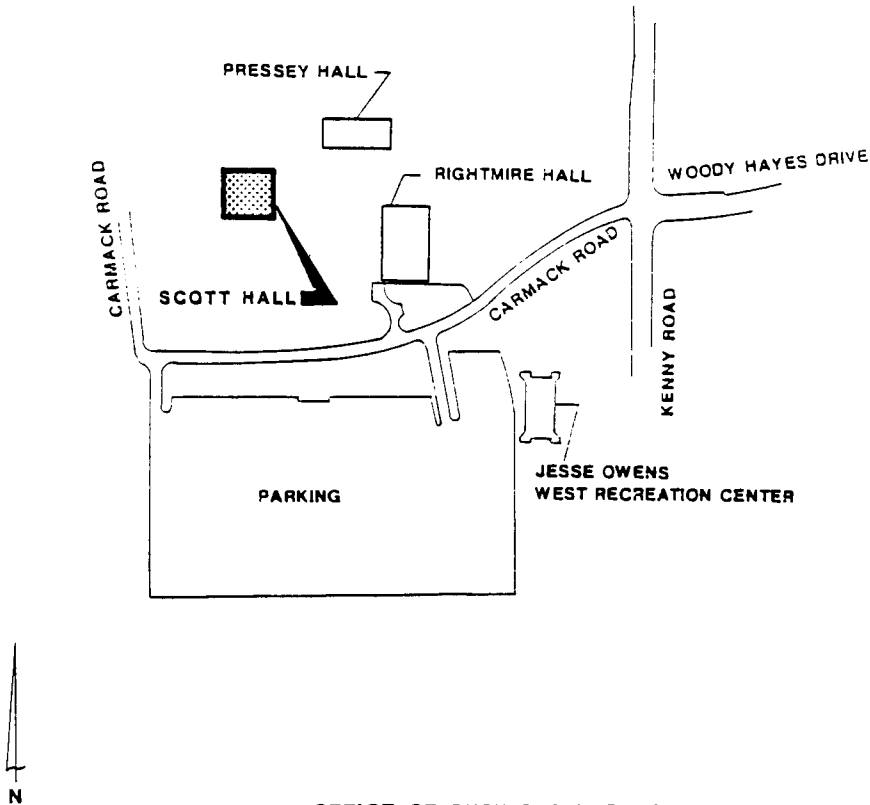 PRESSEY HALL
CARMACK ROAD
RIGHTMIRE HALL
WOODY HAYES DRIVE
SCOTT HALL
CARMACK ROAD
KENNY ROAD
JESSE OWENS
WEST RECREATION CENTER
PARKING
N